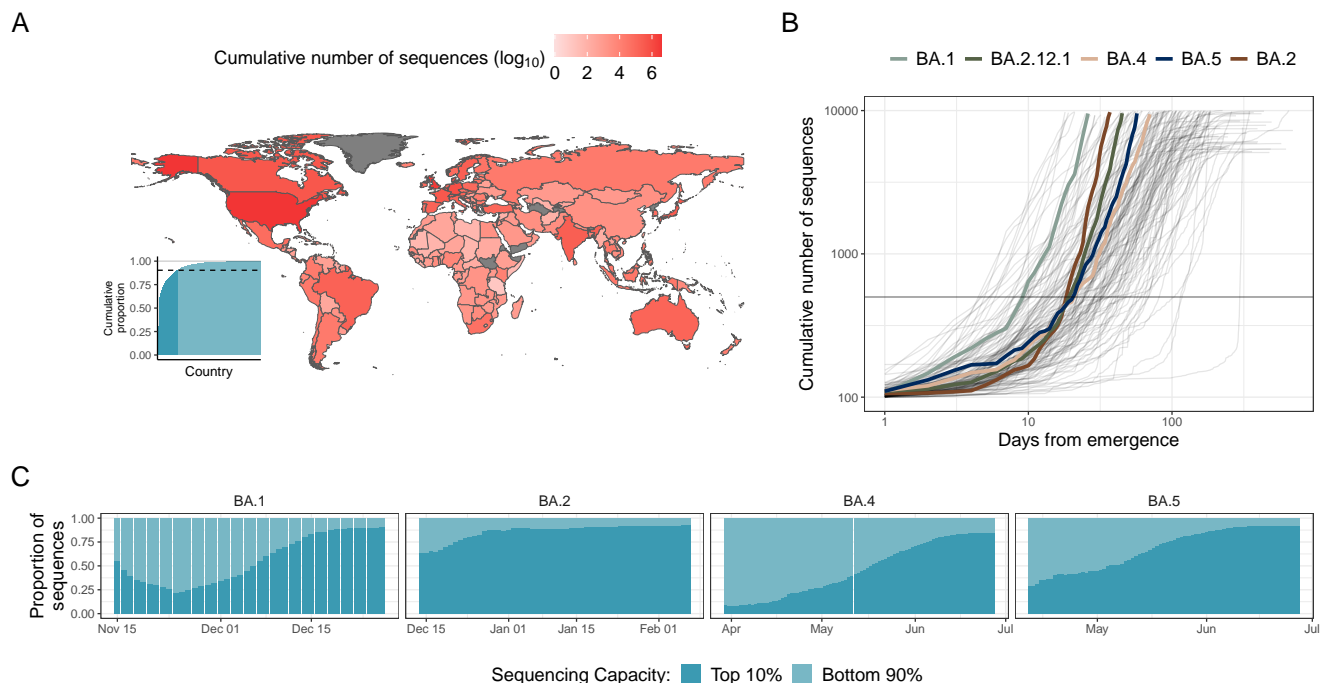 A
Cumulative number of sequences (log10)
0 2 4 6
1.00
0.75
0.50
0.25
0.00
Cumulative
proportion
Country
B
BA.1 BA.2.12.1 BA.4 BA.5 BA.2
10000
1000
100
Cumulative number of sequences
1 10 100
Days from emergence
C
BA.1 BA.2 BA.4 BA.5
1.00
0.75
0.50
0.25
0.00
Proportion of
sequences
Nov 15 Dec 01 Dec 15 Dec 15 Jan 01 Jan 15 Feb 01 Apr May Jun Jul May Jun Jul
Sequencing Capacity: Top 10% Bottom 90%